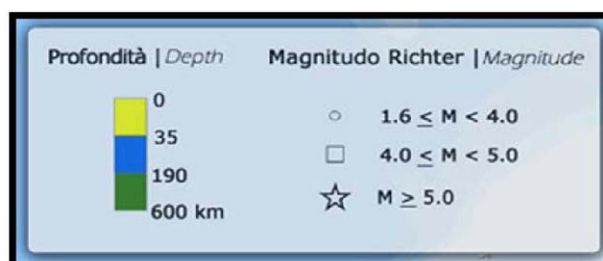 Profondità | Depth
0
35
190
600 km
Magnitudo Richter | Magnitude
1.6 ≤ M < 4.0
4.0 ≤ M < 5.0
M ≥ 5.0